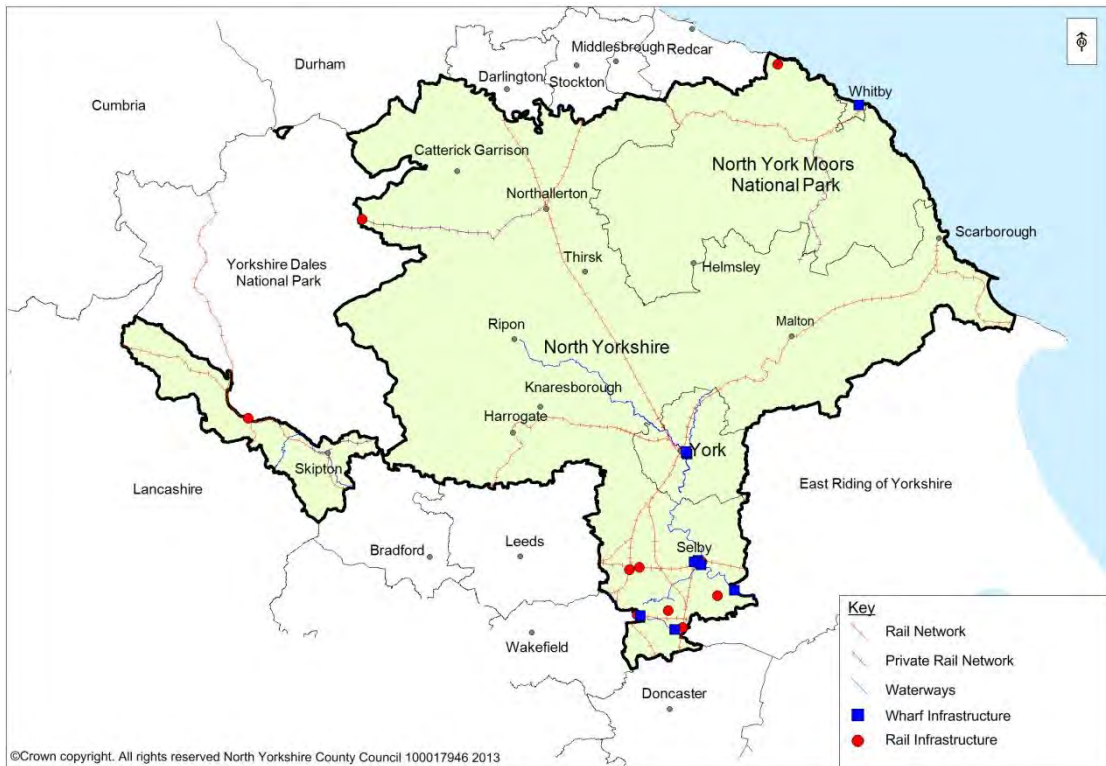 Redcar
Middlesbrough
Durham
Darlington
Stockton
Cumbria
Whitby
Catterick Garrison
North York Moors
National Park
Northallerton
Scarborough
Yorkshire Dales
National Park
Thirsk
Helmsley
Ripon
North Yorkshire
Malton
Knaresborough
Harrogate
York
Skipton
Lancashire
East Riding of Yorkshire
Bradford
Leeds
Selby
Wakefield
Doncaster
Key
Rail Network
Private Rail Network
Waterways
Wharf Infrastructure
Rail Infrastructure
©Crown copyright. All rights reserved North Yorkshire County Council 100017946 2013
N